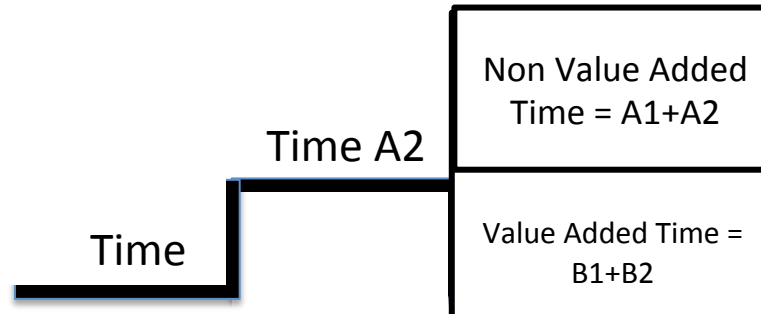 Non Value Added
Time = A1+A2
Time A2
Time
Value Added Time =
B1+B2